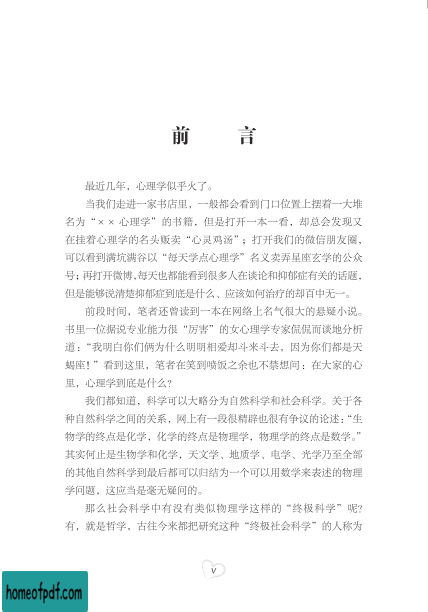 前 言
最近几年，心理学似乎火了。
当我们走进一家书店里，一般都会看到门口位置上摆着一大堆
名为“××心理学”的书籍，但是打开一本一看，却总会发现又
在挂着心理学的名头贩卖“心灵鸡汤”；打开我们的微信朋友圈，
可以看到满坑满谷以“每天学点心理学”名义卖弄星座玄学的公众
号；再打开微博，每天也都能看到很多人在谈论和抑郁症有关的话题，
但是能够说清楚抑郁症到底是什么、应该如何治疗的却百中无一。
前段时间，笔者还曾读到一本在网络上名气很大的悬疑小说。
书里一位据说专业能力很“厉害”的女心理学专家侃侃而谈地分析
道：“我明白你们俩为什么明明相爱却斗来斗去，因为你们都是天
蝎座！”看到这里，笔者在笑到喷饭之余也不禁想问：在大家的心
里，心理学到底是什么？
我们都知道，科学可以大略分为自然科学和社会科学。关于各
种自然科学之间的关系，网上有一段很精辟也很有争议的论述：“生
物学的终点是化学，化学的终点是物理学，物理学的终点是数学。”
其实何止是生物学和化学，天文学、地质学、电学、光学乃至全部
的其他自然科学到最后都可以归结为一个可以用数学来表述的物理
学问题，这应当是毫无疑问的。
那么社会科学中有没有类似物理学这样的“终极科学”呢？
有，就是哲学，古往今来都把研究这种“终极社会科学”的人称为
V
homeofpdf.com